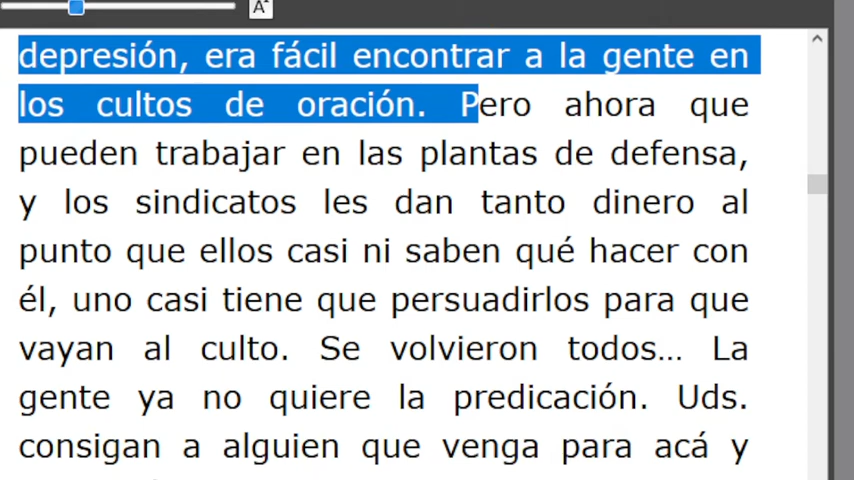 A
depresión, era fácil encontrar a la gente en
los cultos de oración. Pero ahora que
pueden trabajar en las plantas de defensa,
y los sindicatos les dan tanto dinero al
punto que ellos casi ni saben qué hacer con
él, uno casi tiene que persuadirlos para que
vayan al culto. Se volvieron todos... La
gente ya no quiere la predicación. Uds.
consigan a alguien que venga para acá y